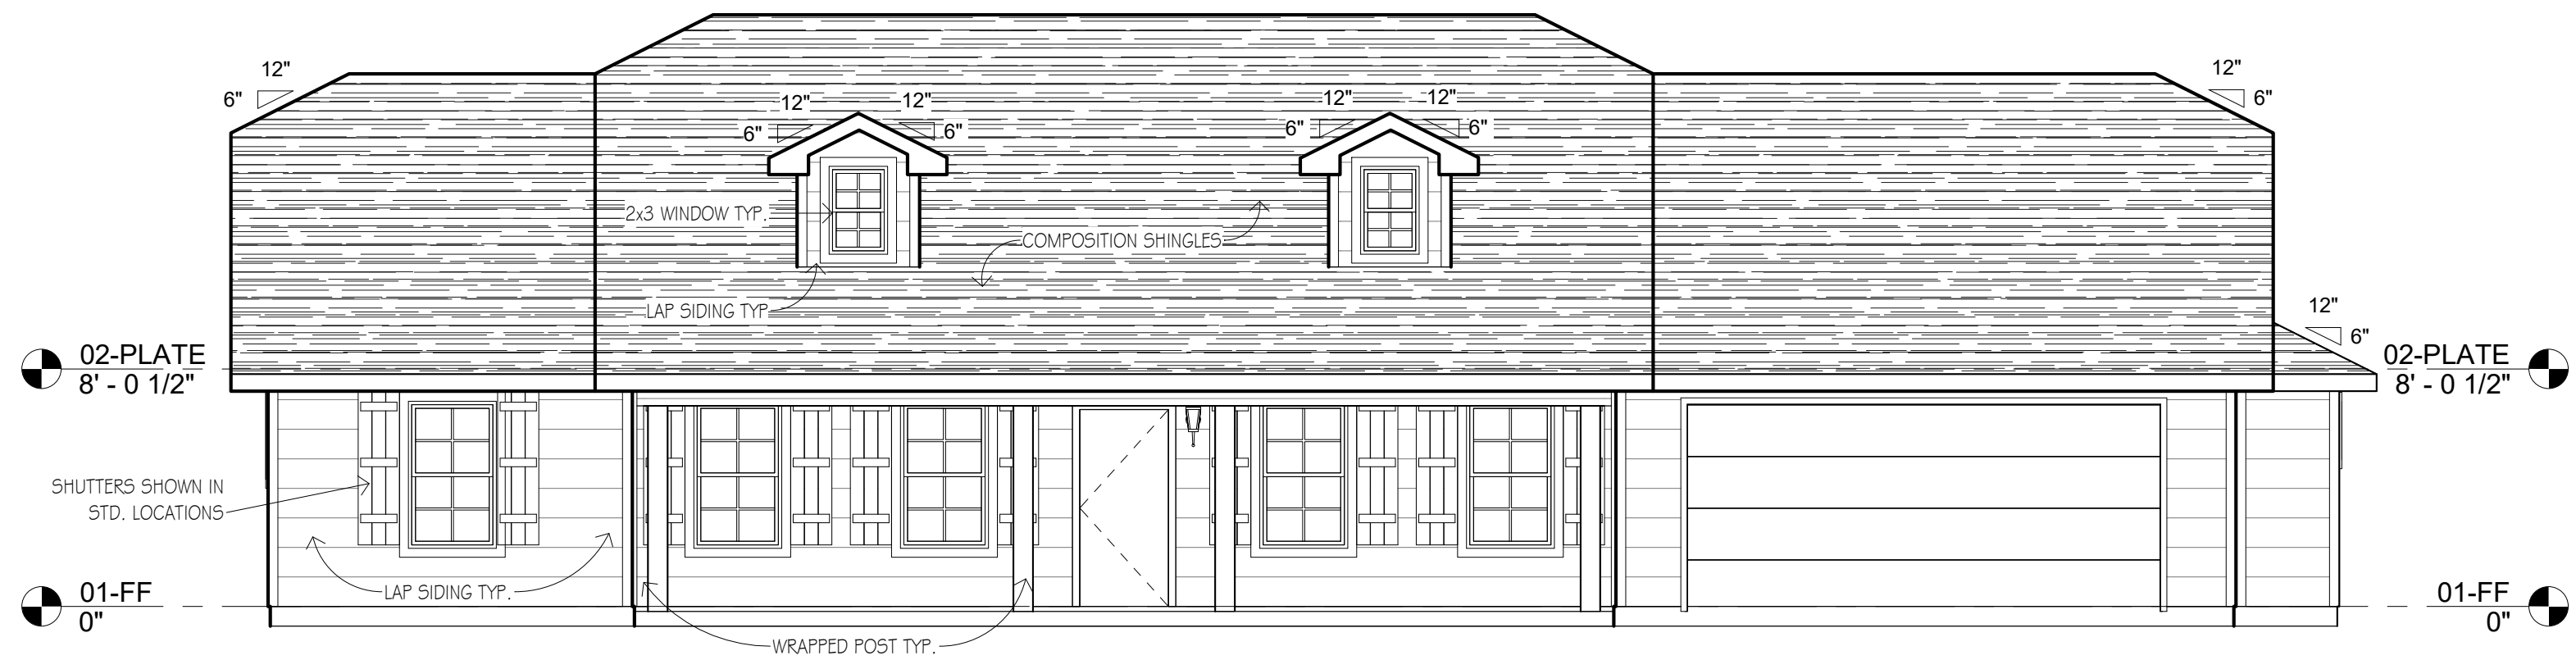 12"
12"
6"
6"
12"
12"
12"
12"
6"
6"
6"
6"
2x3 WINDOW TYP.
COMPOSITION SHINGLES
LAP SIDING TYP
12"
6"
02-PLATE
8' - 0 1/2"
02-PLATE
8' - 0 1/2"
SHUTTERS SHOWN IN
STD. LOCATIONS
LAP SIDING TYP.
01-FF
0"
01-FF
0"
WRAPPED POST TYP.